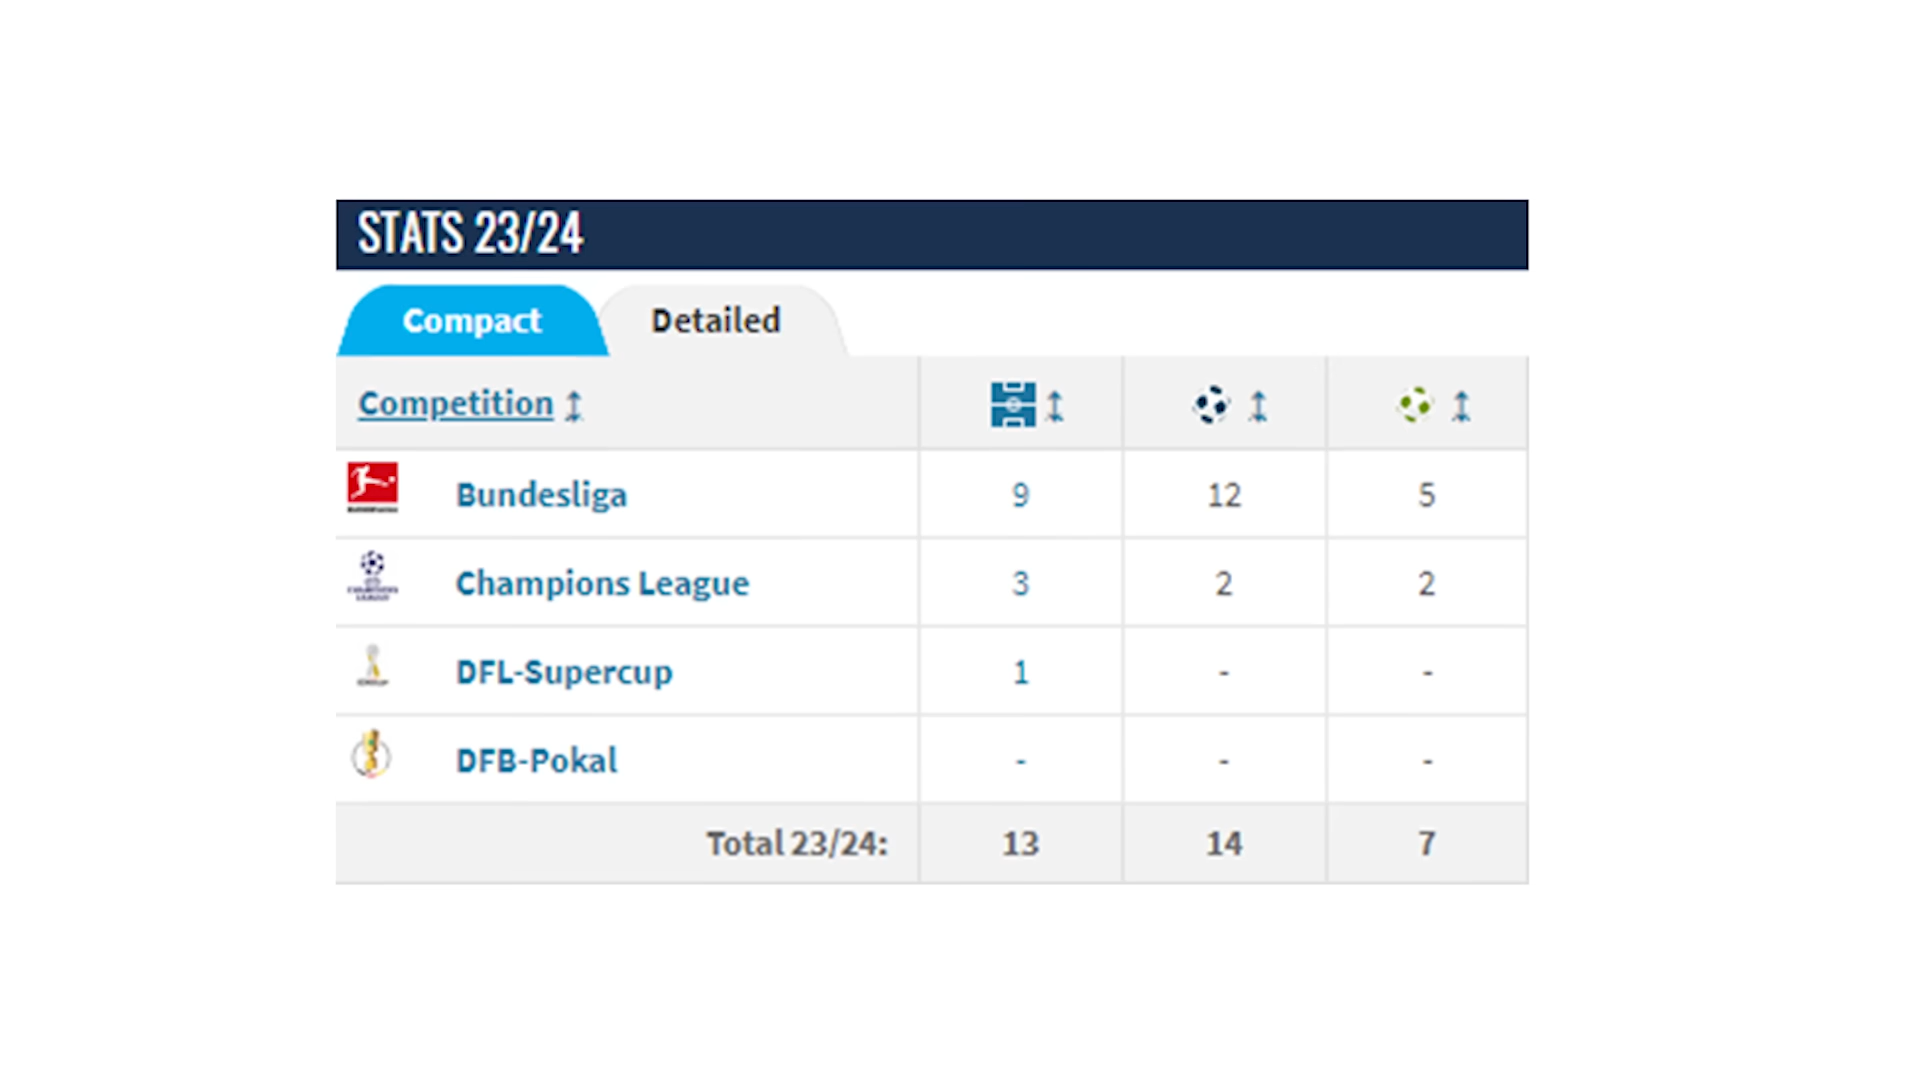 STATS 23/24
Compact Detailed
Competition
Bundesliga 9 12 5
Champions League 3 2 2
DFL-Supercup 1 - -
DFB-Pokal - - -
Total 23/24: 13 14 7